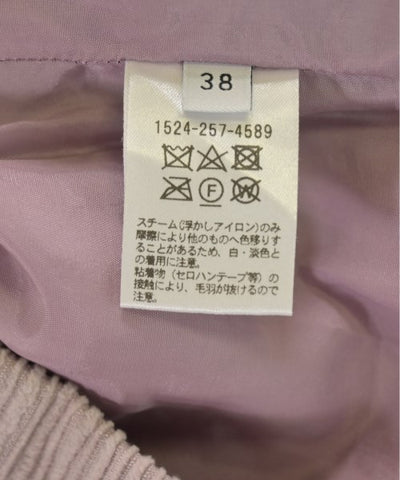 38
1524-257-4589
F W
スチーム(浮かしアイロン)のみ
摩擦により他のものへ色移りす
ることがあるため、白・淡色と
の着用に注意。
粘着物(セロハンテープ等)の
接触により、毛羽が抜けるので
注意。